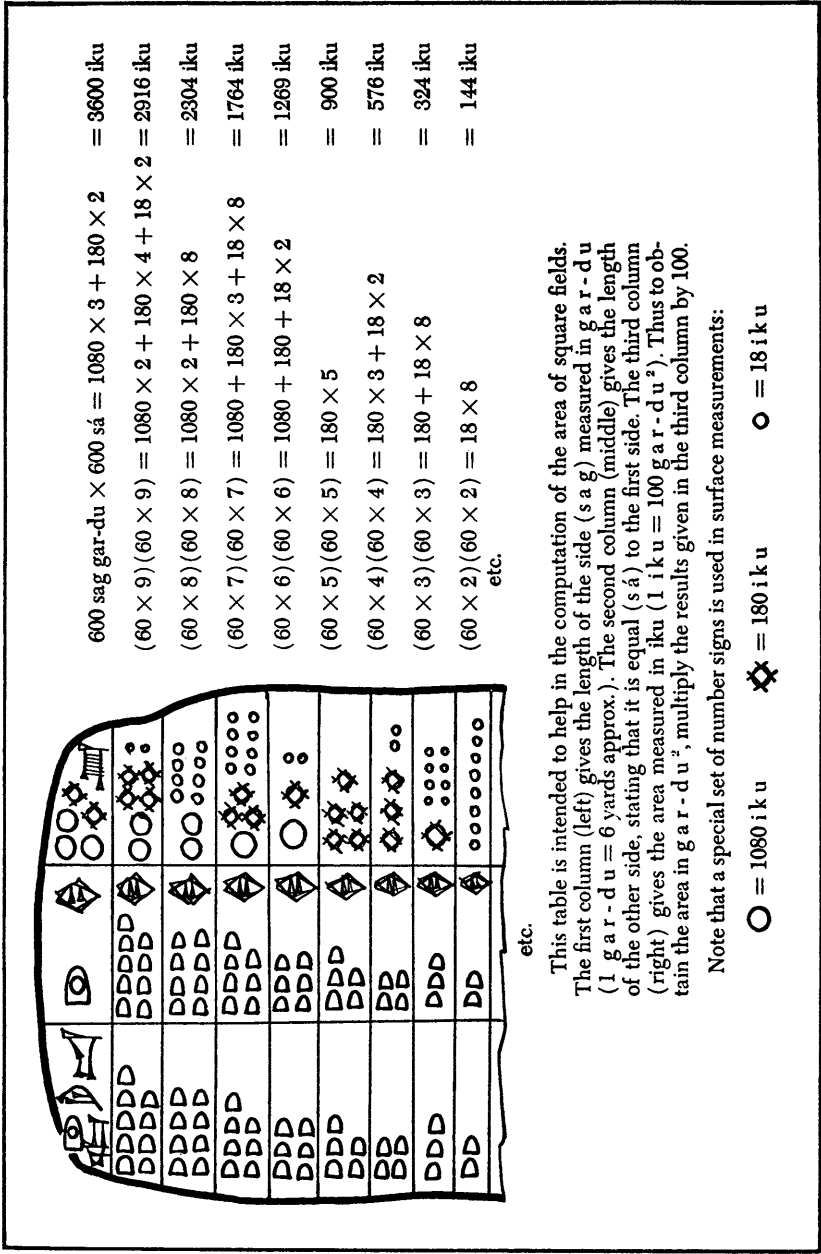 600 sag gar-du × 600 sá = 1080 × 3 + 180 × 2 = 3600 iku
(60 × 9)(60 × 9) = 1080 × 2 + 180 × 4 + 18 × 2 = 2916 iku
(60 × 8)(60 × 8) = 1080 × 2 + 180 × 8 = 2304 iku
(60 × 7)(60 × 7) = 1080 + 180 × 3 + 18 × 8 = 1764 iku
(60 × 6)(60 × 6) = 1080 + 180 + 18 × 2 = 1269 iku
(60 × 5)(60 × 5) = 180 × 5 = 900 iku
(60 × 4)(60 × 4) = 180 × 3 + 18 × 2 = 576 iku
(60 × 3)(60 × 3) = 180 + 18 × 8 = 324 iku
(60 × 2)(60 × 2) = 18 × 8 = 144 iku
etc.
etc.
This table is intended to help in the computation of the area of square fields.
The first column (left) gives the length of the side (s a g) measured in g a r - d u
(1 g a r - d u = 6 yards approx.). The second column (middle) gives the length
of the other side, stating that it is equal (s á) to the first side. The third column
(right) gives the area measured in iku (1 i k u = 100 g a r - d u ²). Thus to ob-
tain the area in g a r - d u ², multiply the results given in the third column by 100.
Note that a special set of number signs is used in surface measurements:
= 1080 i k u = 180 i k u = 18 i k u